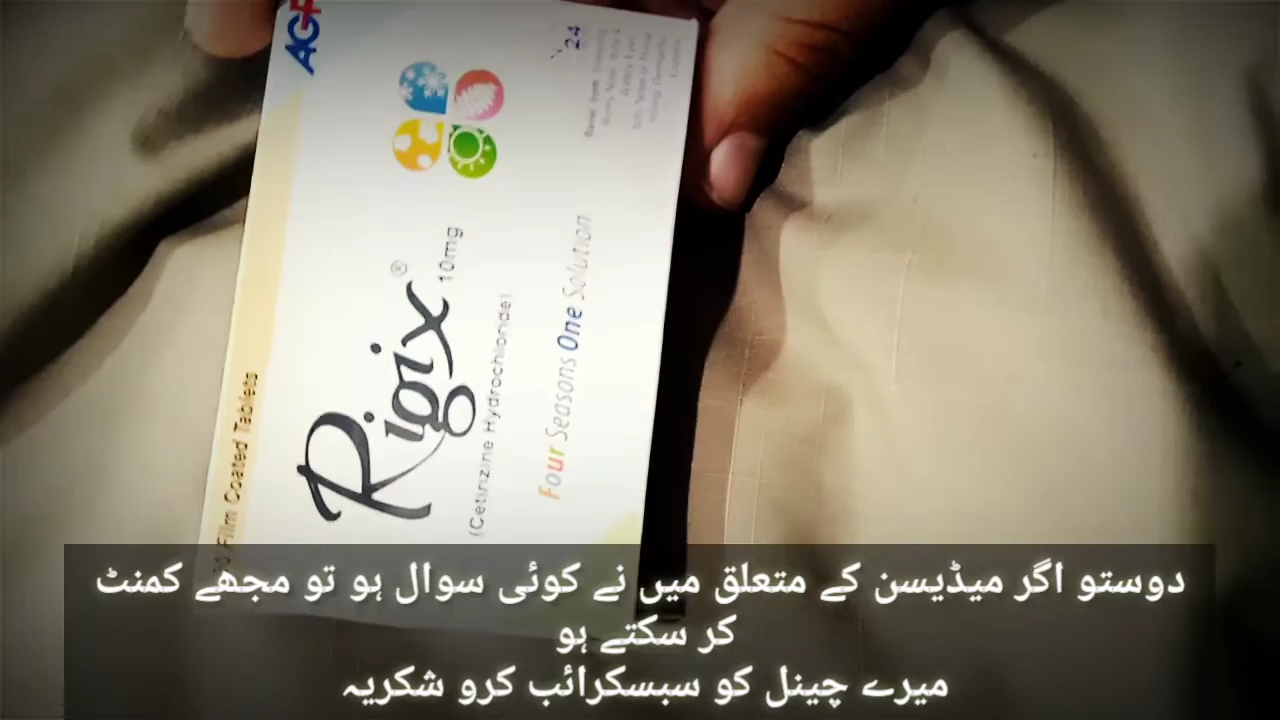 Rigix® 10mg
(Cetirizine Hydrochloride)
Four Seasons One Solution
Film Coated Tablets
24
دوستو اگر میڈیسن کے متعلق میں نے کوئی سوال ہو تو مجھے کمنٹ
کر سکتے ہو
میرے چینل کو سبسکرائب کرو شکریہ